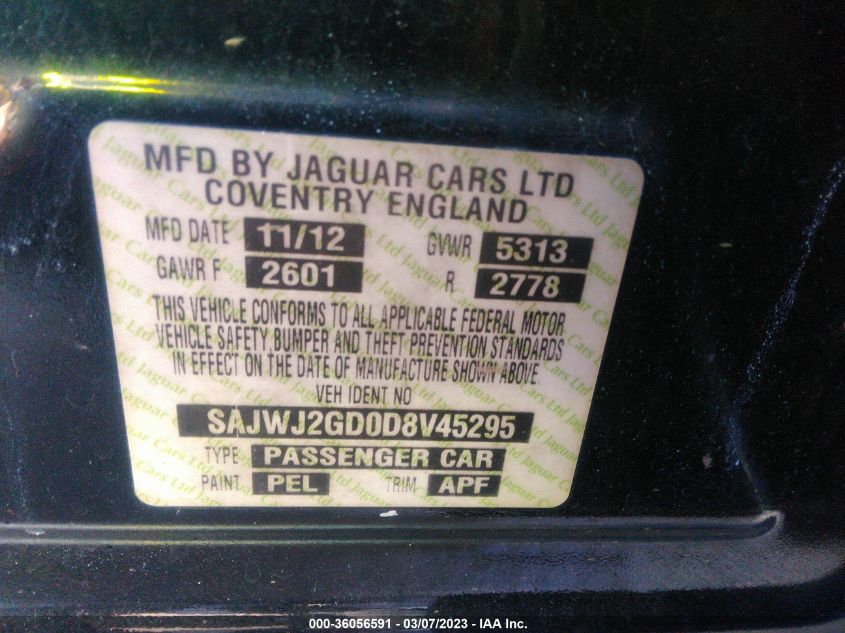 MFD BY JAGUAR CARS LTD
COVENTRY ENGLAND
MFD DATE 11/12 GVWR 5313
GAWR F 2601 R 2778
THIS VEHICLE CONFORMS TO ALL APPLICABLE FEDERAL MOTOR
VEHICLE SAFETY BUMPER AND THEFT PREVENTION STANDARDS
IN EFFECT ON THE DATE OF MANUFACTURE SHOWN ABOVE.
VEH IDENT NO
SAJWJ2GD0D8V45295
TYPE PASSENGER CAR
PAINT PEL TRIM APF
000-36056591 - 03/07/2023 - IAA Inc.